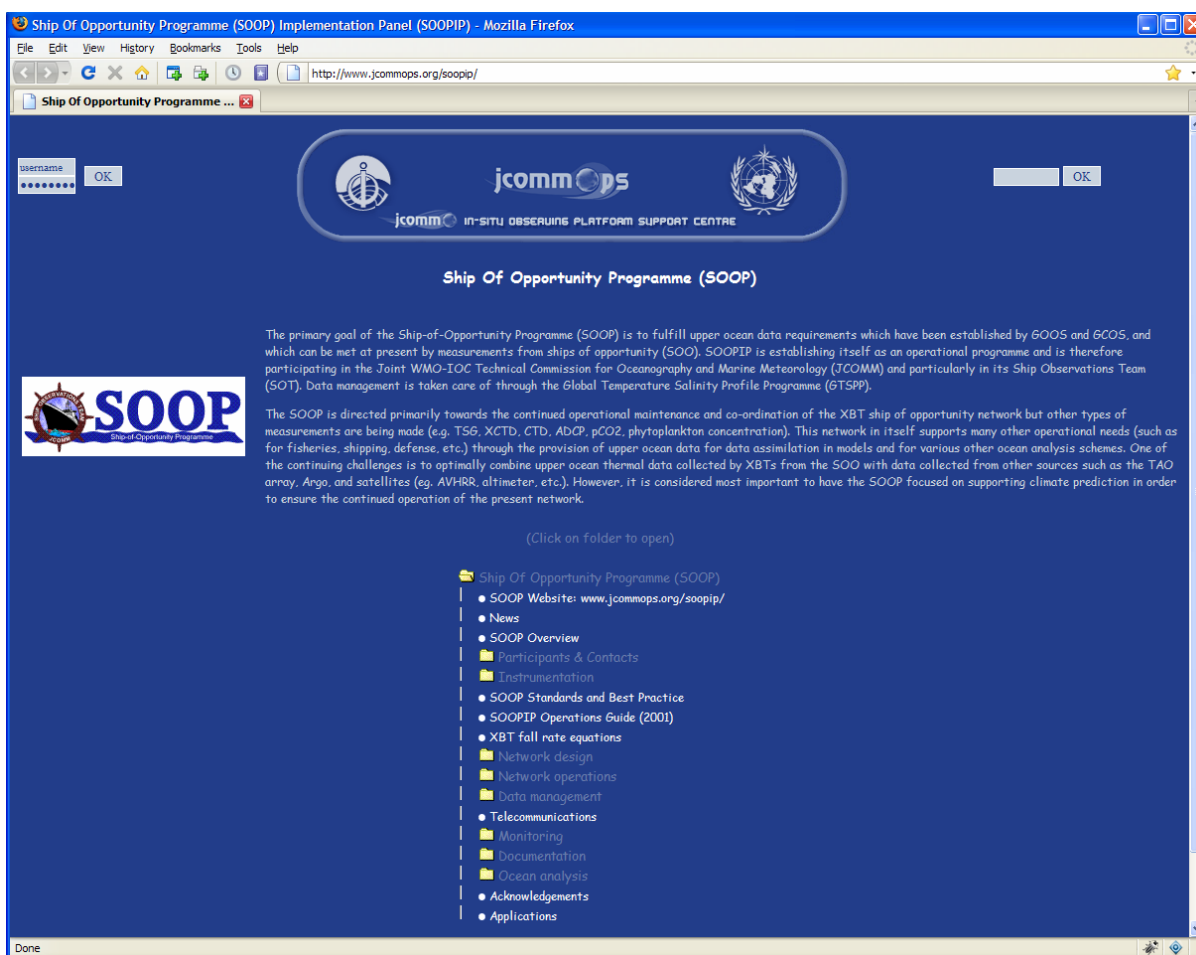 Ship Of Opportunity Programme (SOOP) Implementation Panel (SOOPIP) - Mozilla Firefox
File Edit View History Bookmarks Tools Help
http://www.jcommops.org/soopip/
Ship Of Opportunity Programme ...
username
OK
jcommops
OK
jcomm IN-SITU OBSERVING PLATFORM SUPPORT CENTRE
Ship Of Opportunity Programme (SOOP)
The primary goal of the Ship-of-Opportunity Programme (SOOP) is to fulfill upper ocean data requirements which have been established by GOOS and GCOS, and
which can be met at present by measurements from ships of opportunity (SOO). SOOPIP is establishing itself as an operational programme and is therefore
participating in the Joint WMO-IOC Technical Commission for Oceanography and Marine Meteorology (JCOMM) and particularly in its Ship Observations Team
(SOT). Data management is taken care of through the Global Temperature Salinity Profile Programme (GTSPP).
SOOP
Ship-of-Opportunity Programme
JCOMM
The SOOP is directed primarily towards the continued operational maintenance and co-ordination of the XBT ship of opportunity network but other types of
measurements are being made (e.g. TSG, XCTD, CTD, ADCP, pCO2, phytoplankton concentration). This network in itself supports many other operational needs (such as
for fisheries, shipping, defense, etc.) through the provision of upper ocean data for data assimilation in models and for various other ocean analysis schemes. One of
the continuing challenges is to optimally combine upper ocean thermal data collected by XBTs from the SOO with data collected from other sources such as the TAO
array, Argo, and satellites (eg. AVHRR, altimeter, etc.). However, it is considered most important to have the SOOP focused on supporting climate prediction in order
to ensure the continued operation of the present network.
(Click on folder to open)
Ship Of Opportunity Programme (SOOP)
SOOP Website: www.jcommops.org/soopip/
News
SOOP Overview
Participants & Contacts
Instrumentation
SOOP Standards and Best Practice
SOOPIP Operations Guide (2001)
XBT fall rate equations
Network design
Network operations
Data management
Telecommunications
Monitoring
Documentation
Ocean analysis
Acknowledgements
Applications
Done